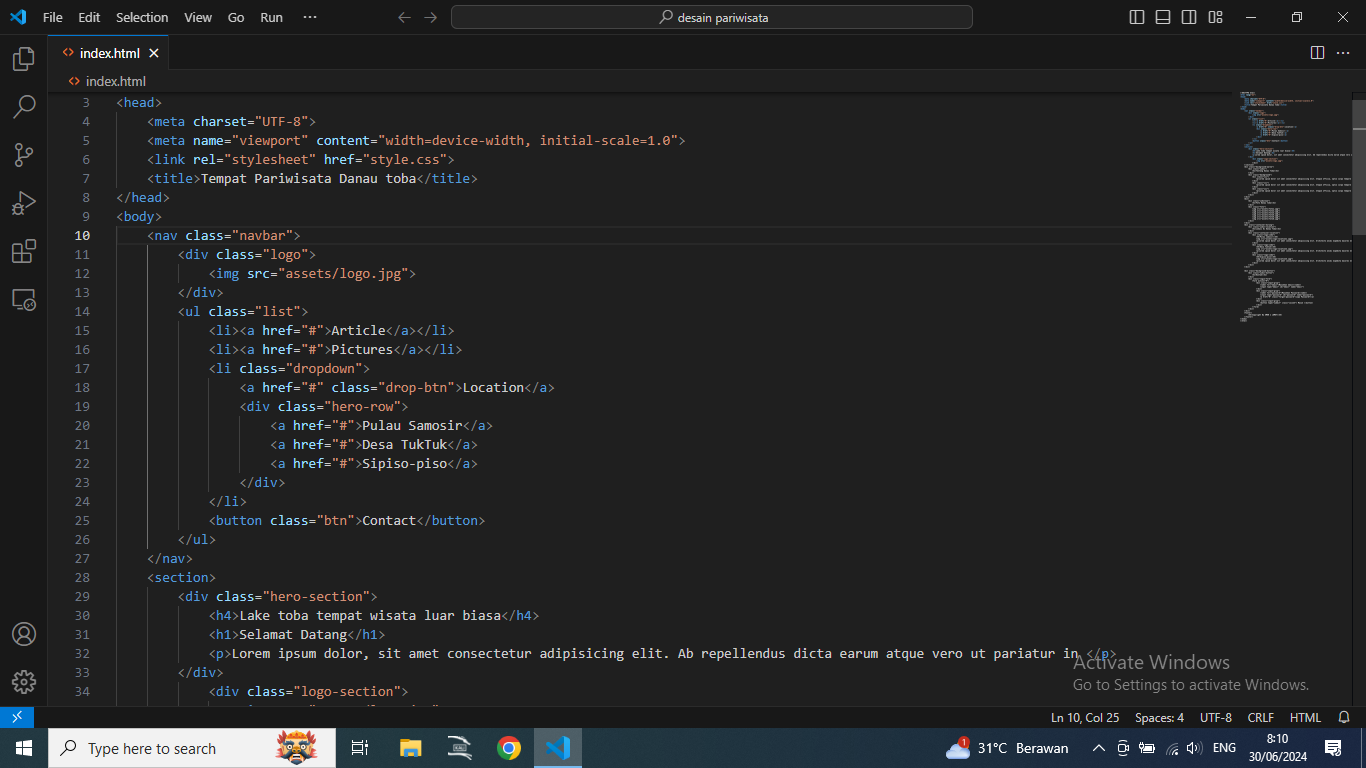 File Edit Selection View Go Run ··· desain pariwisata
index.html
index.html
3 <head>
4 <meta charset="UTF-8">
5 <meta name="viewport" content="width=device-width, initial-scale=1.0">
6 <link rel="stylesheet" href="style.css">
7 <title>Tempat Pariwisata Danau toba</title>
8 </head>
9 <body>
10 <nav class="navbar">
11 <div class="logo">
12 <img src="assets/logo.jpg">
13 </div>
14 <ul class="list">
15 <li><a href="#">Article</a></li>
16 <li><a href="#">Pictures</a></li>
17 <li class="dropdown">
18 <a href="#" class="drop-btn">Location</a>
19 <div class="hero-row">
20 <a href="#">Pulau Samosir</a>
21 <a href="#">Desa TukTuk</a>
22 <a href="#">Sipiso-piso</a>
23 </div>
24 </li>
25 <button class="btn">Contact</button>
26 </ul>
27 </nav>
28 <section>
29 <div class="hero-section">
30 <h4>Lake toba tempat wisata luar biasa</h4>
31 <h1>Selamat Datang</h1>
32 <p>Lorem ipsum dolor, sit amet consectetur adipisicing elit. Ab repellendus dicta earum atque vero ut pariatur in </p>
33 </div>
34 <div class="logo-section">
Activate Windows
Go to Settings to activate Windows.
Ln 10, Col 25 Spaces: 4 UTF-8 CRLF HTML
Type here to search
1 31°C Berawan ENG
8:10
30/06/2024